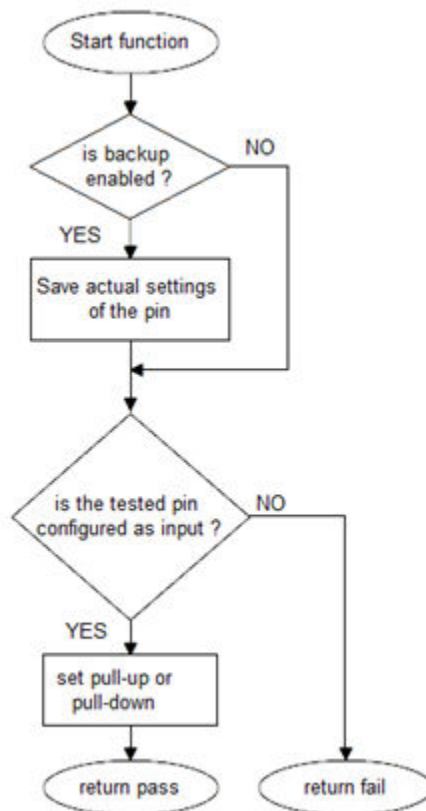 Start function
is backup
enabled ?
NO
YES
Save actual settings
of the pin
is the tested pin
configured as input ?
NO
YES
set pull-up or
pull-down
return pass
return fail